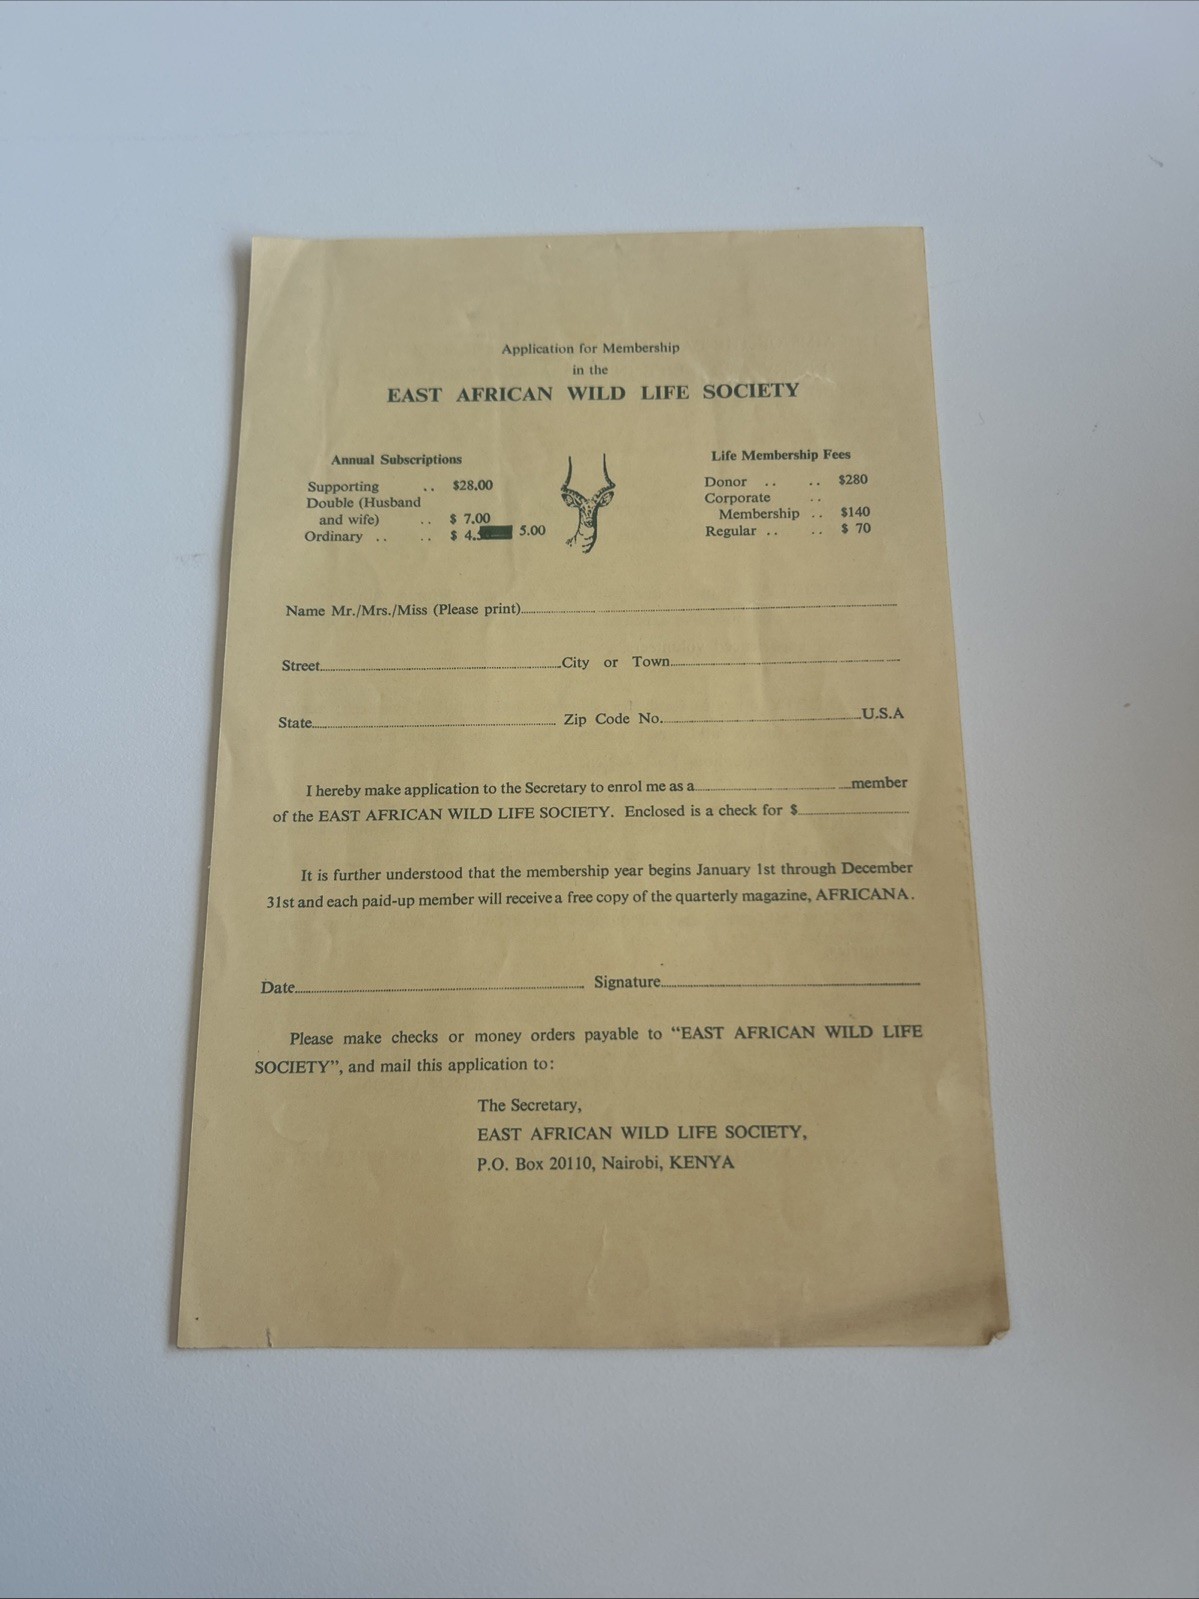 Application for Membership
in the
EAST AFRICAN WILD LIFE SOCIETY
Annual Subscriptions
Supporting .. $28.00
Double (Husband
and wife) .. $ 7.00
Ordinary .. .. $ 4. 5.00
Life Membership Fees
Donor .. .. $280
Corporate ..
Membership .. $140
Regular .. .. $ 70
Name Mr./Mrs./Miss (Please print)
Street City or Town
State Zip Code No. U.S.A
I hereby make application to the Secretary to enrol me as a member
of the EAST AFRICAN WILD LIFE SOCIETY. Enclosed is a check for $
It is further understood that the membership year begins January 1st through December
31st and each paid-up member will receive a free copy of the quarterly magazine, AFRICANA.
Date Signature
Please make checks or money orders payable to “EAST AFRICAN WILD LIFE
SOCIETY”, and mail this application to:
The Secretary,
EAST AFRICAN WILD LIFE SOCIETY,
P.O. Box 20110, Nairobi, KENYA